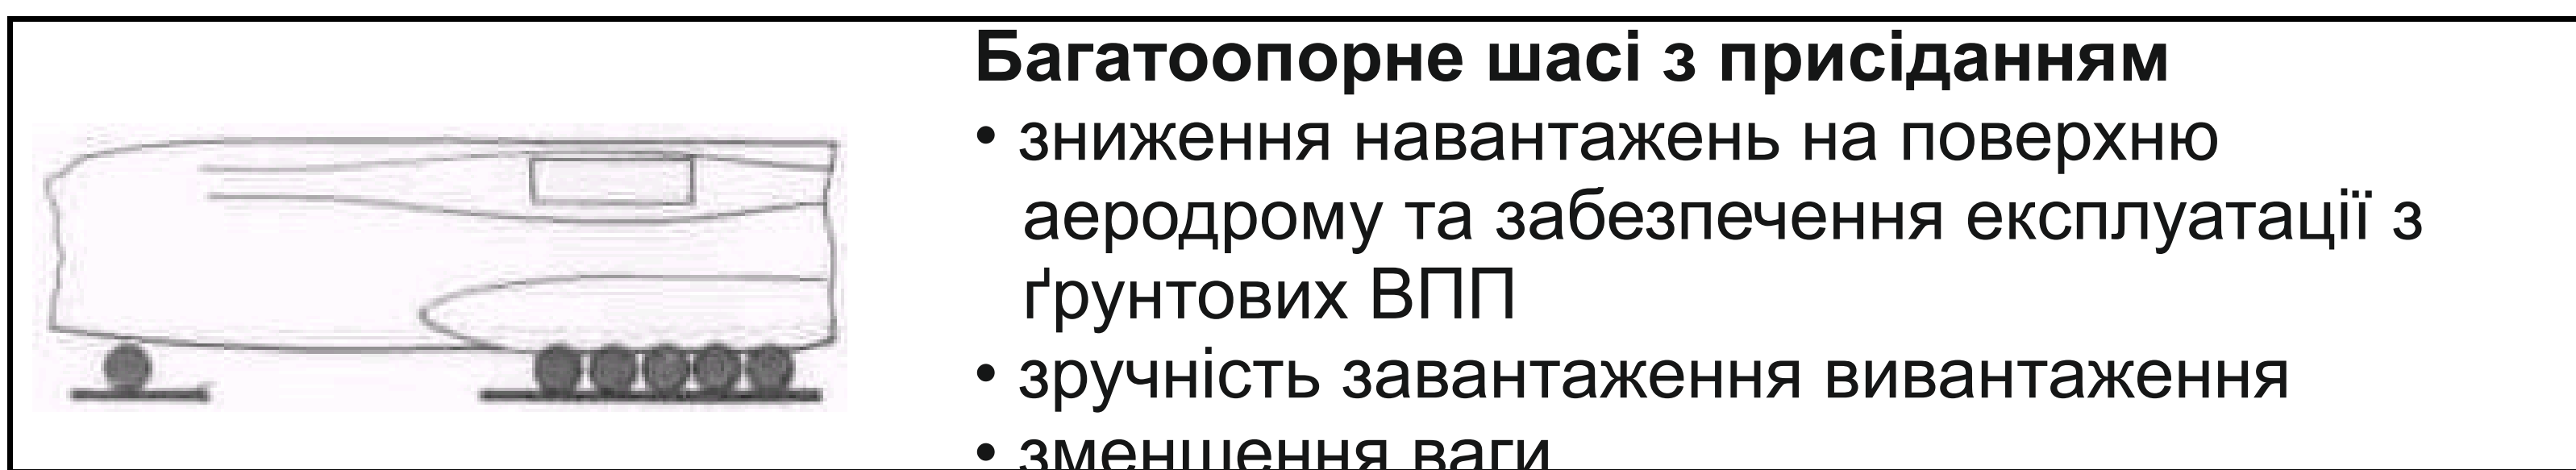 Багатоопорне шасі з присіданням
• зниження навантажень на поверхню
аеродрому та забезпечення експлуатації з
ґрунтових ВПП
• зручність завантаження вивантаження
• зменшення ваги